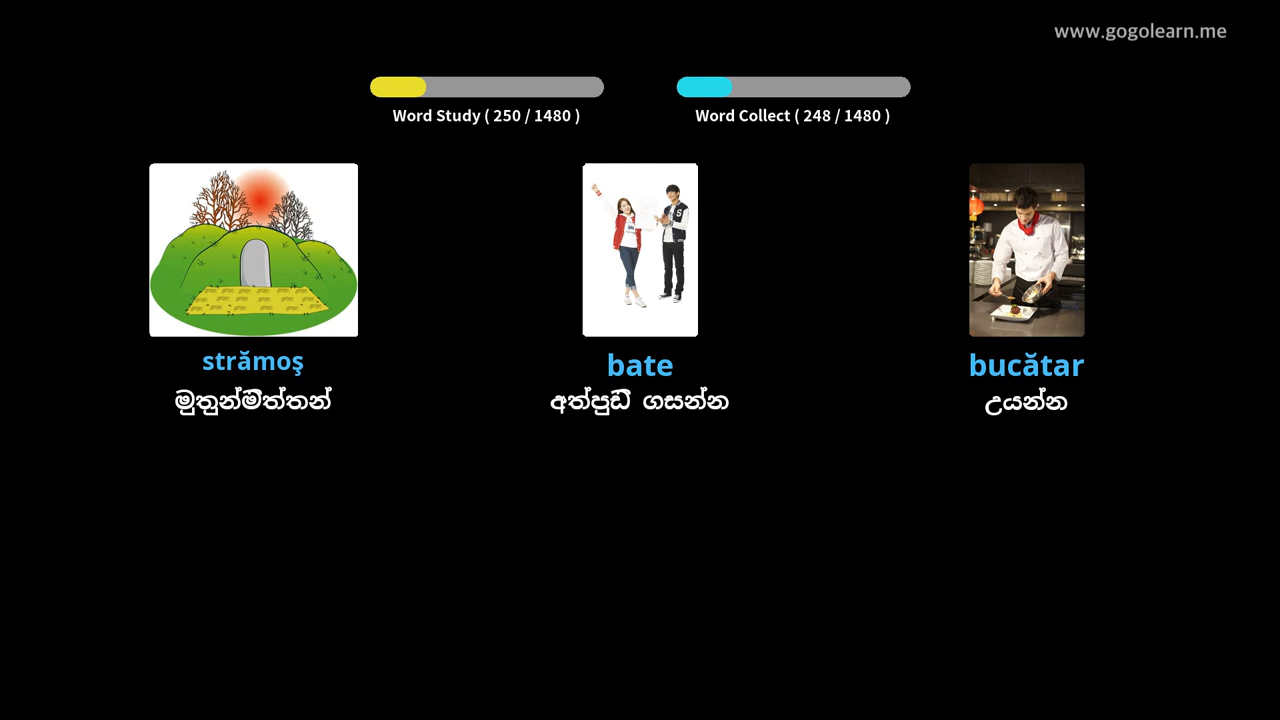 www.gogolearn.me
Word Study ( 250 / 1480 )
Word Collect ( 248 / 1480 )
strămoş
bate
bucătar
මුතුන්මිත්තන්
අත්පුඩි ගසන්න
උයන්න